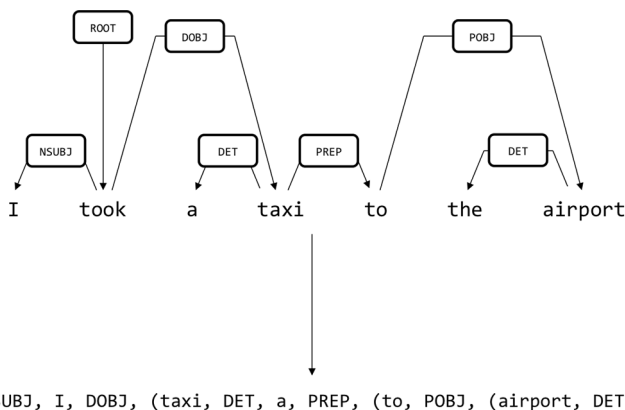 ROOT
DOBJ
POBJ
NSUBJ
DET
PREP
DET
I took a taxi to the airport
UBJ, I, DOBJ, (taxi, DET, a, PREP, (to, POBJ, (airport, DET